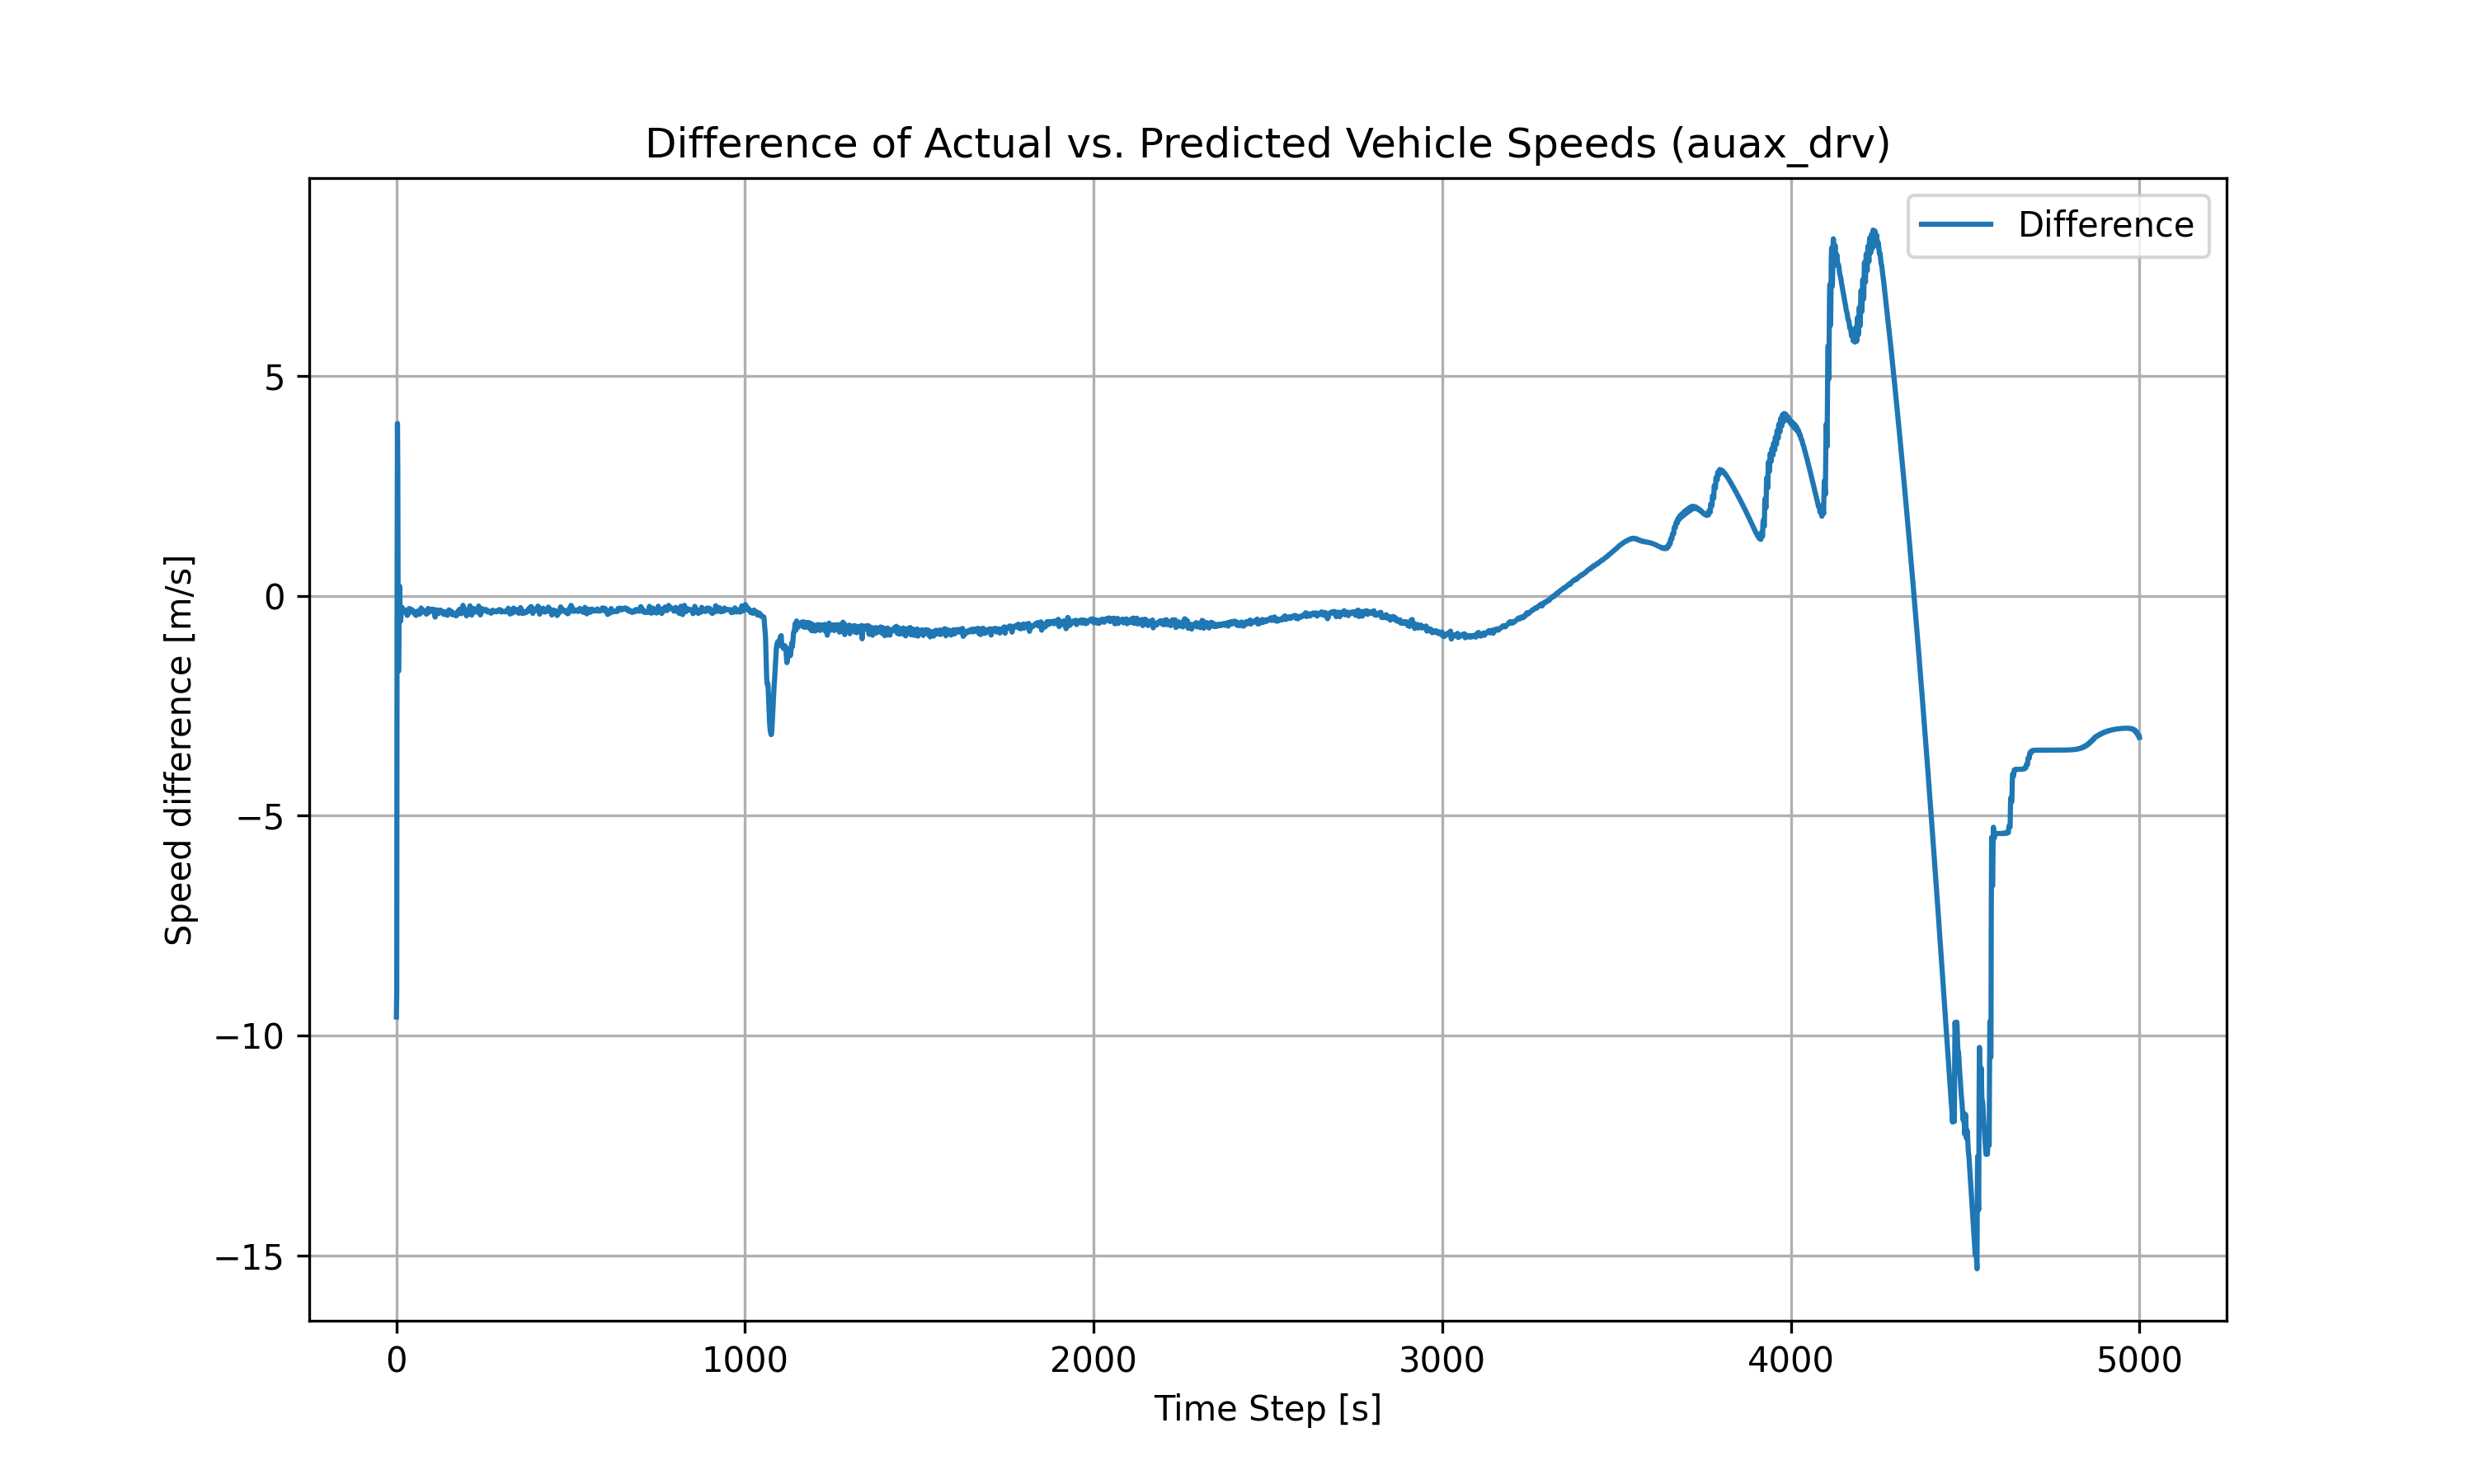 Difference of Actual vs. Predicted Vehicle Speeds (auax_drv)
Difference
Speed difference [m/s]
5
0
−5
−10
−15
0 1000 2000 3000 4000 5000
Time Step [s]